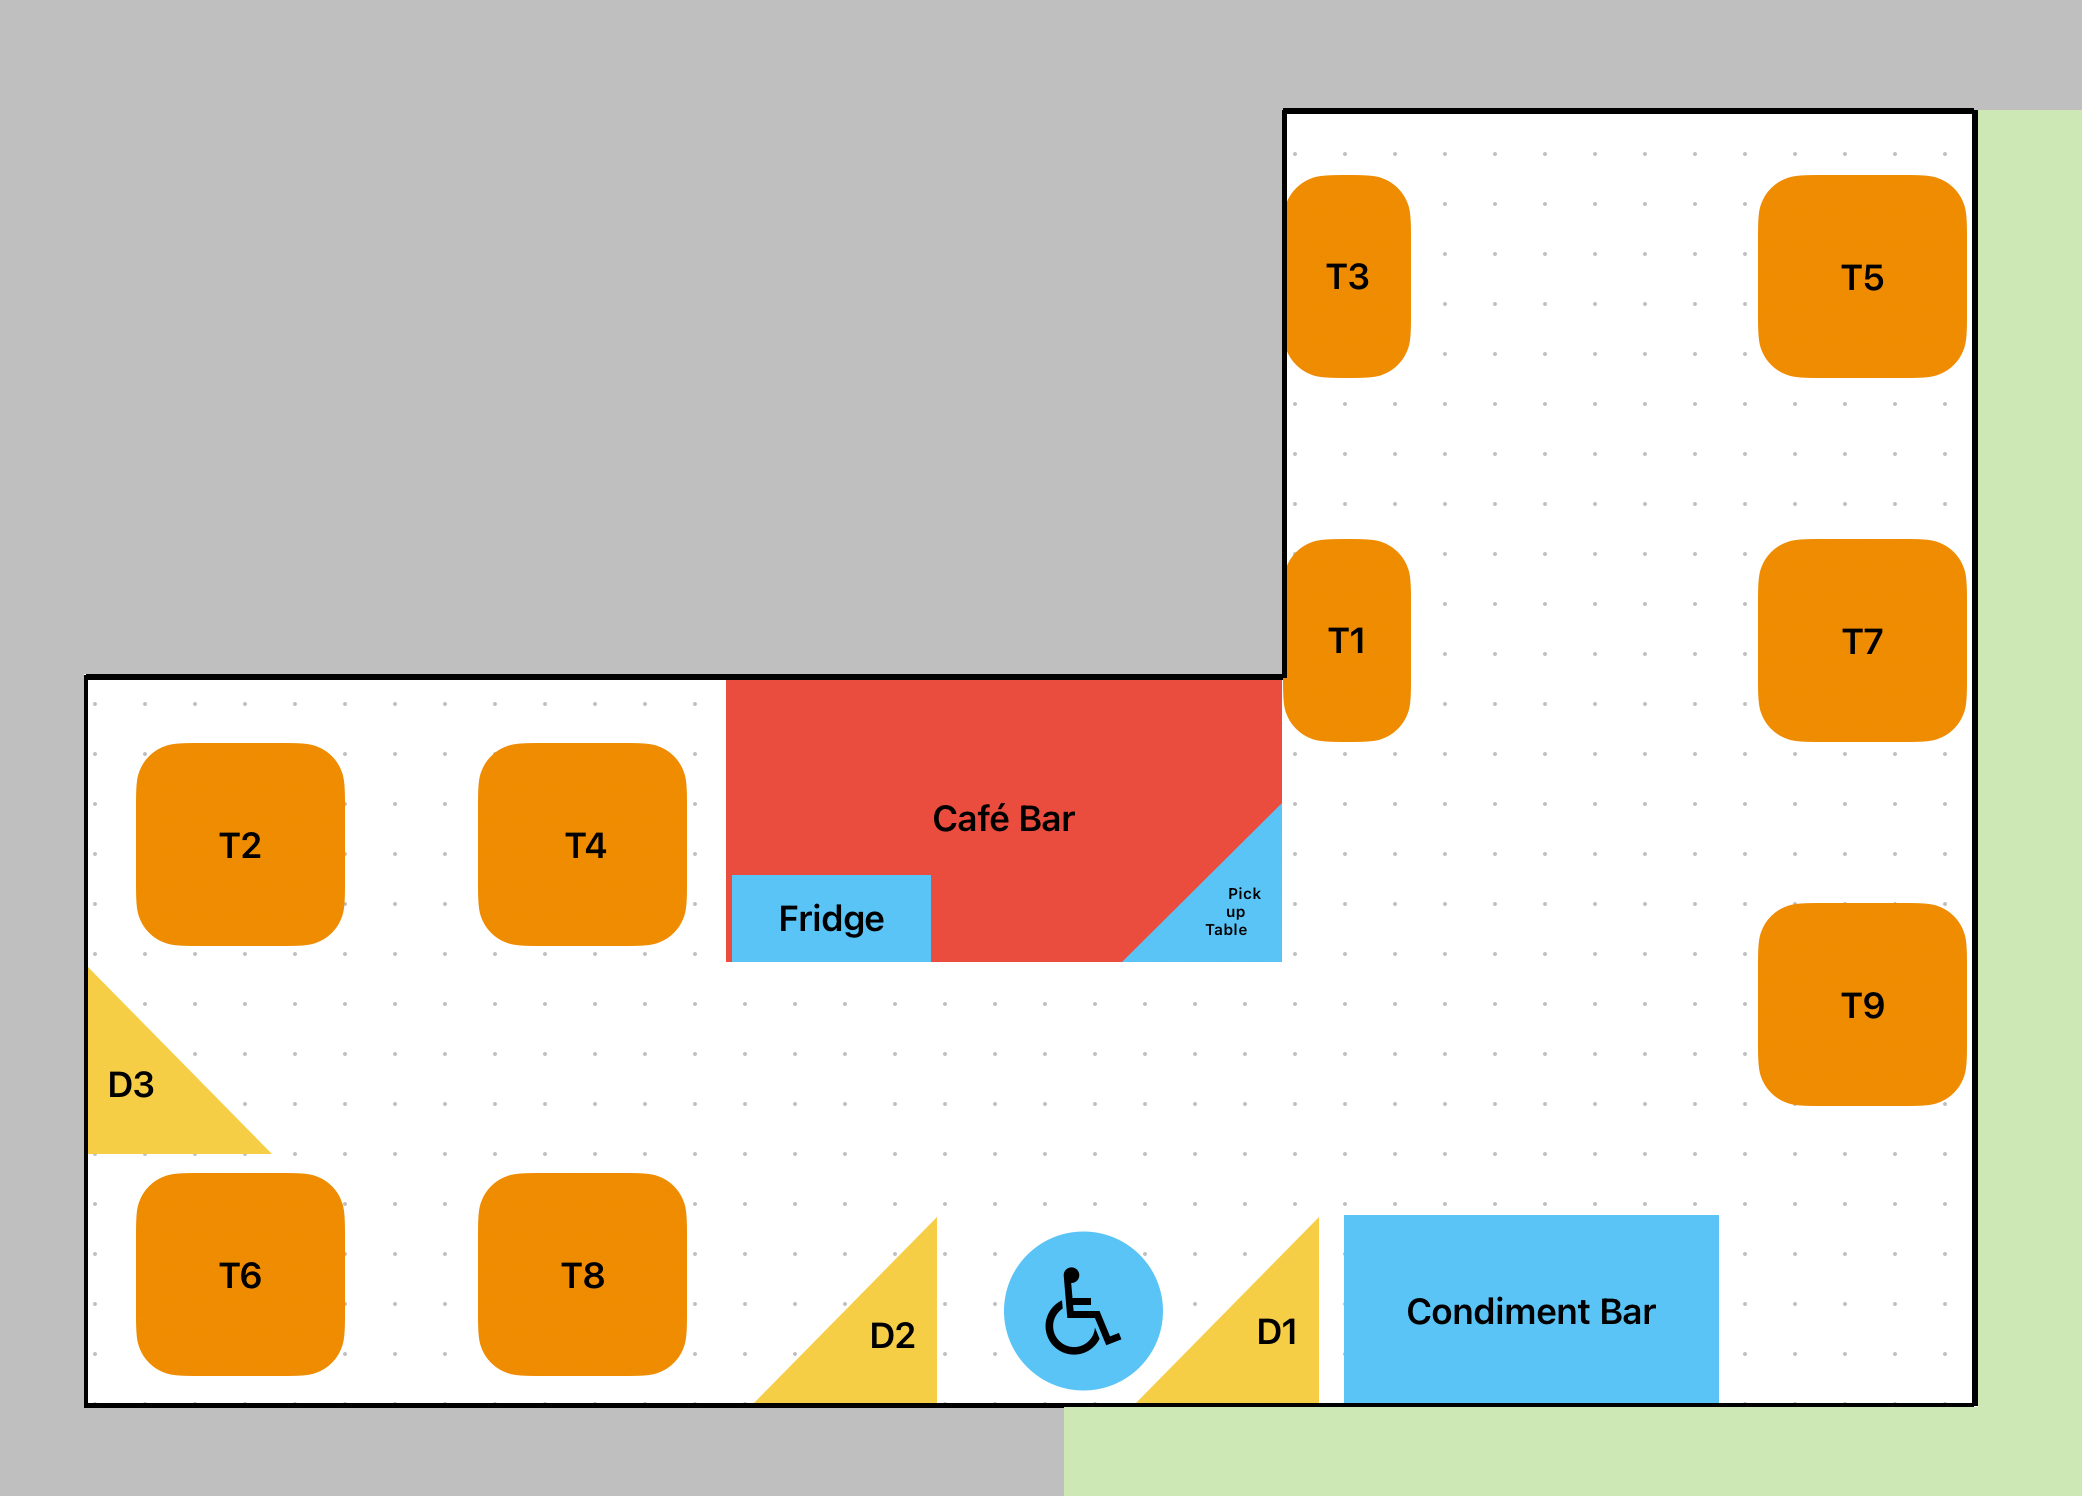 T3
T5
T1
T7
T2
T4
Café Bar
Fridge
Pick
up
Table
T9
D3
T6
T8
D2
D1
Condiment Bar